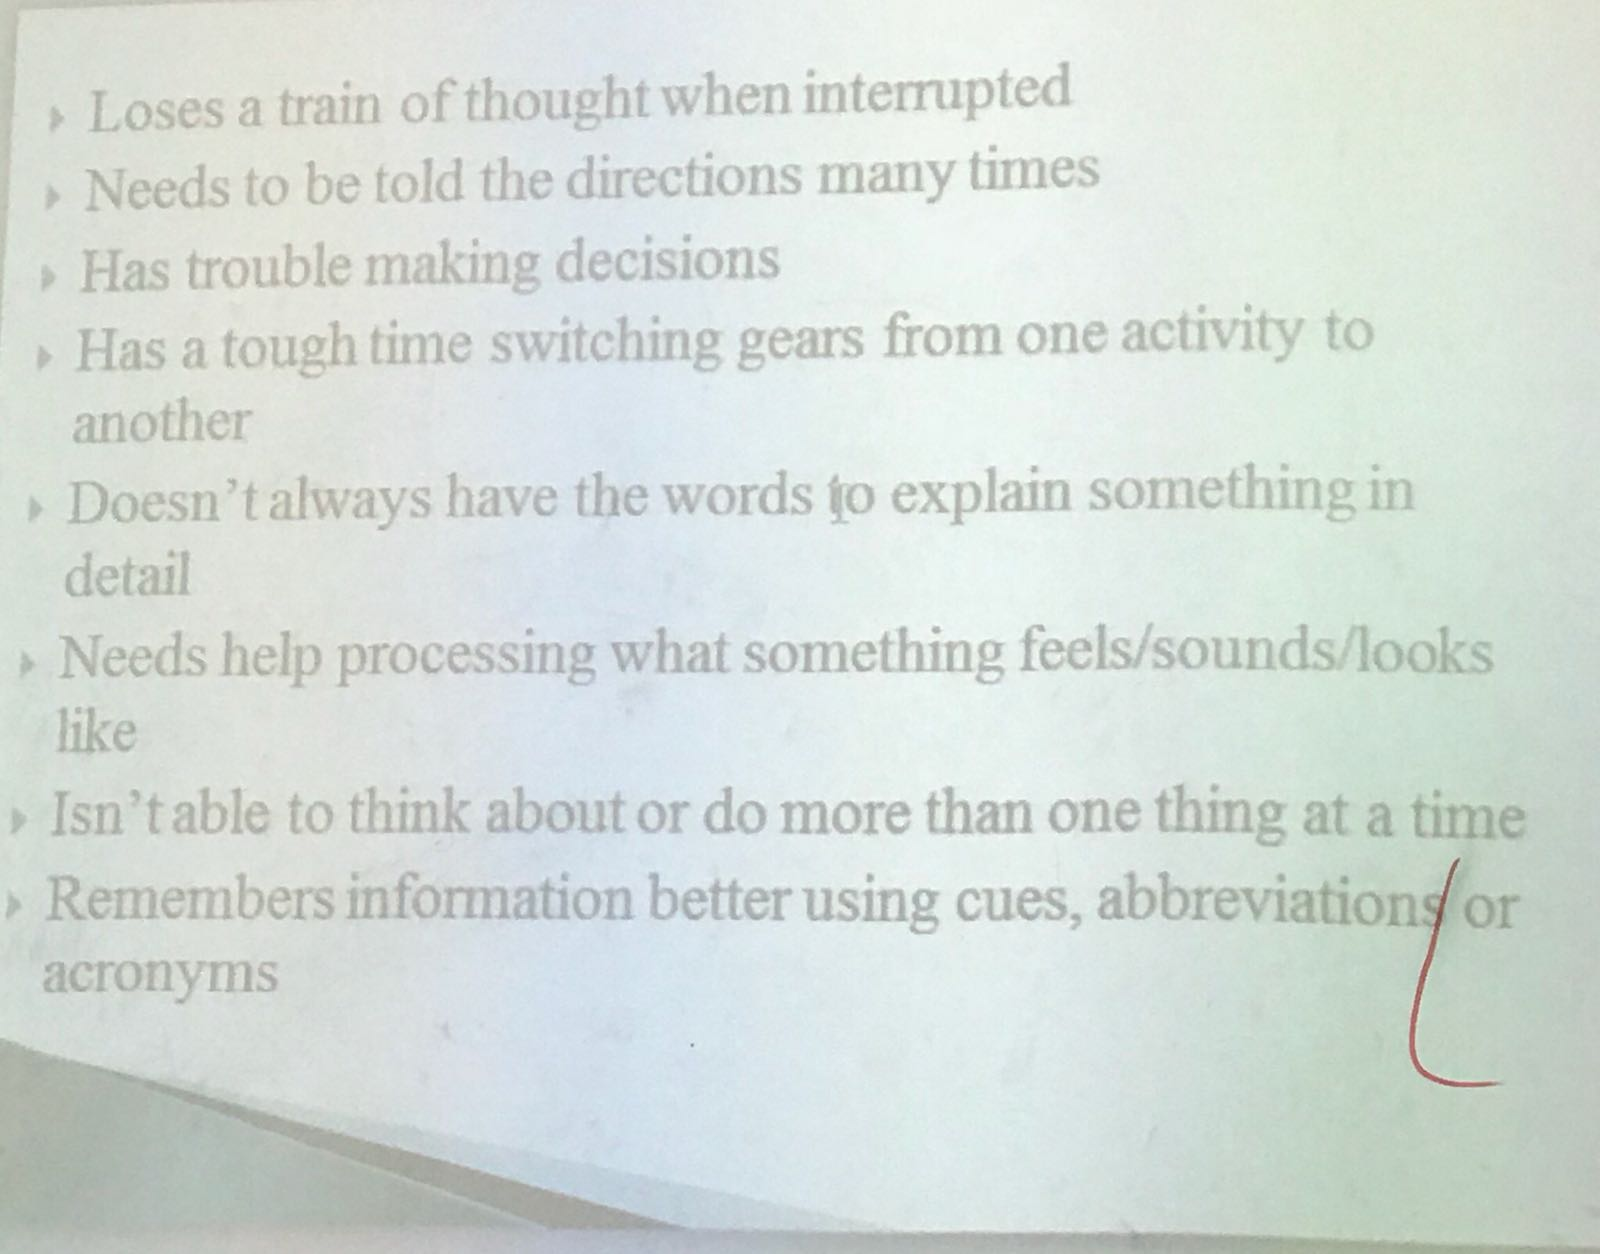 Loses a train of thought when interrupted
Needs to be told the directions many times
Has trouble making decisions
Has a tough time switching gears from one activity to
another
Doesn't always have the words to explain something in
detail
Needs help processing what something feels/sounds/looks
like
Isn't able to think about or do more than one thing at a time
Remembers information better using cues, abbreviations or
acronyms